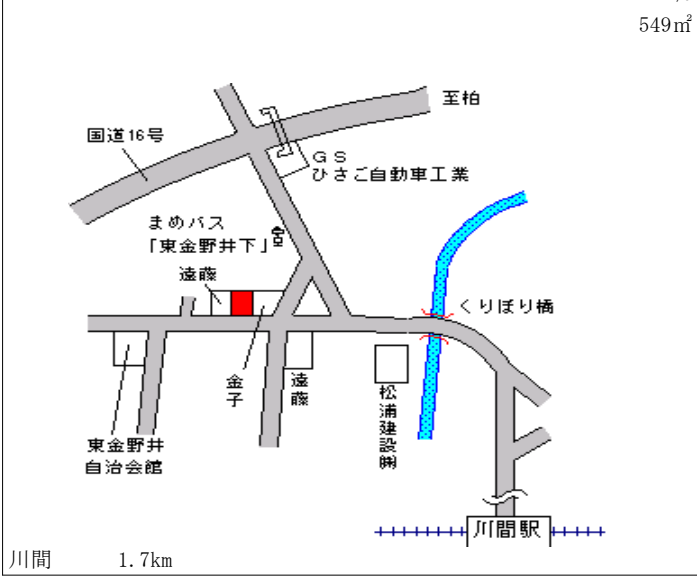 549㎡
至柏
国道16号
GS
ひさご自動車工業
まめバス
「東金野井下」
遠藤
くりぼり橋
金子
遠藤
松浦建設㈱
東金野井
自治会館
川間駅
川間 1.7km